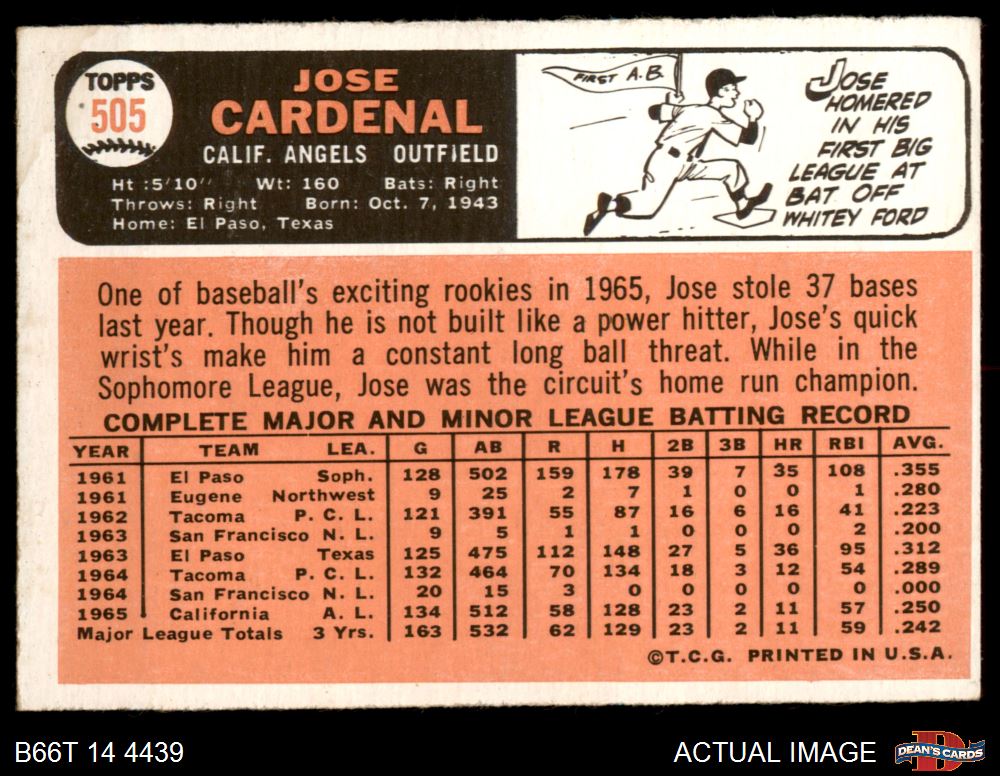 TOPPS
505
JOSE
CARDENAL
CALIF. ANGELS OUTFIELD
Ht :5'10" Wt: 160 Bats: Right
Throws: Right Born: Oct. 7, 1943
Home: El Paso, Texas
FIRST A.B.
JOSE
HOMERED
IN HIS
FIRST BIG
LEAGUE AT
BAT OFF
WHITEY FORD
One of baseball's exciting rookies in 1965, Jose stole 37 bases
last year. Though he is not built like a power hitter, Jose's quick
wrist's make him a constant long ball threat. While in the
Sophomore League, Jose was the circuit's home run champion.
COMPLETE MAJOR AND MINOR LEAGUE BATTING RECORD
YEAR TEAM LEA. G AB R H 2B 3B HR RBI AVG.
1961 El Paso Soph. 128 502 159 178 39 7 35 108 .355
1961 Eugene Northwest 9 25 2 7 1 0 0 1 .280
1962 Tacoma P. C. L. 121 391 55 87 16 6 16 41 .223
1963 San Francisco N. L. 9 5 1 1 0 0 0 2 .200
1963 El Paso Texas 125 475 112 148 27 5 36 95 .312
1964 Tacoma P. C. L. 132 464 70 134 18 3 12 54 .289
1964 San Francisco N. L. 20 15 3 0 0 0 0 0 .000
1965 California A. L. 134 512 58 128 23 2 11 57 .250
Major League Totals 3 Yrs. 163 532 62 129 23 2 11 59 .242
©T.C.G. PRINTED IN U.S.A.
B66T 14 4439
ACTUAL IMAGE
D
DEAN'S CARDS